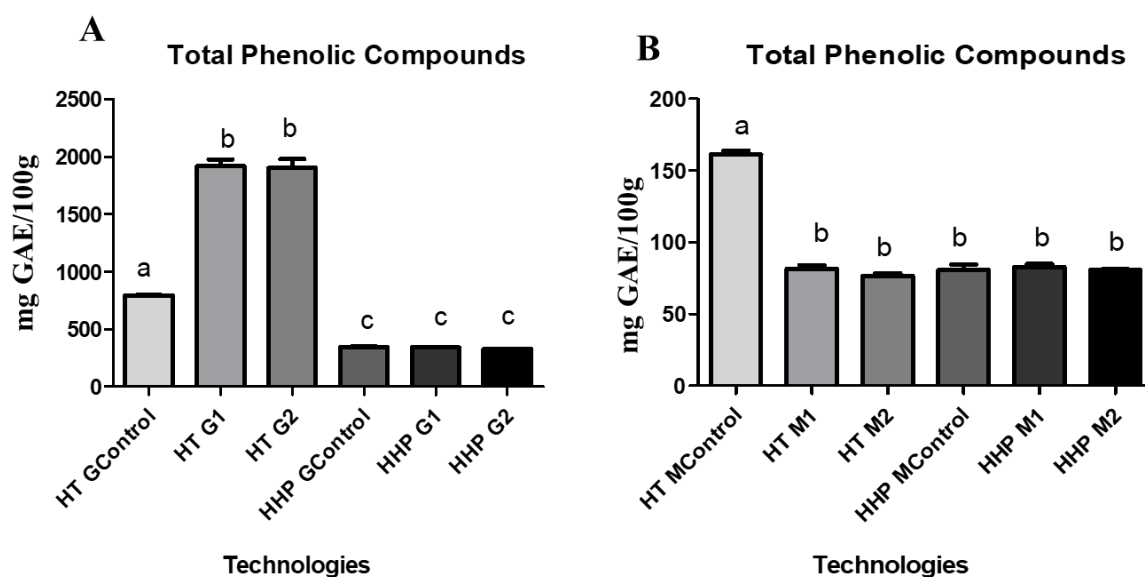 A
Total Phenolic Compounds
mg GAE/100g
2500
2000
1500
1000
500
0
a
b
b
c
c
c
HT GControl
HT G1
HT G2
HHP GControl
HHP G1
HHP G2
Technologies
B
Total Phenolic Compounds
mg GAE/100g
200
150
100
50
0
a
b
b
b
b
b
HT MControl
HT M1
HT M2
HHP MControl
HHP M1
HHP M2
Technologies